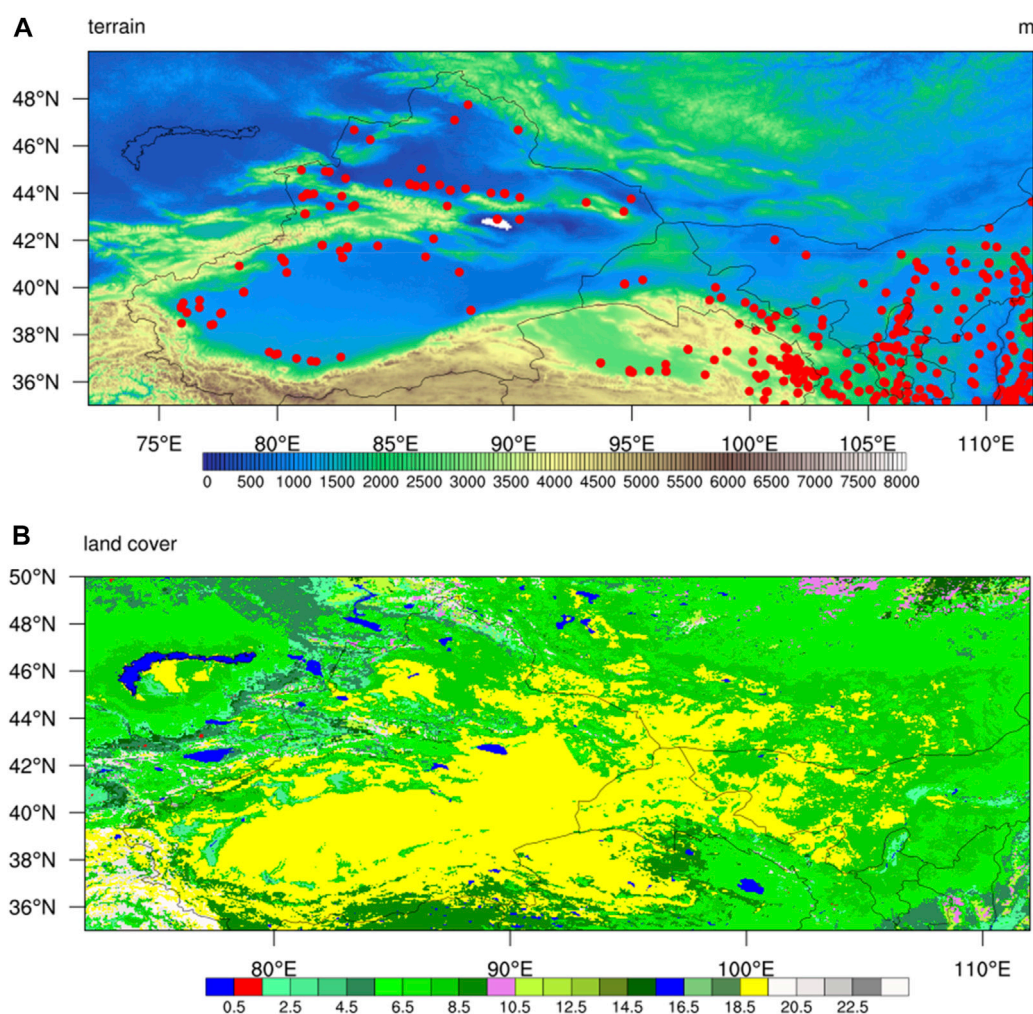 A
terrain m
48°N
46°N
44°N
42°N
40°N
38°N
36°N
75°E 80°E 85°E 90°E 95°E 100°E 105°E 110°E
0 500 1000 1500 2000 2500 3000 3500 4000 4500 5000 5500 6000 6500 7000 7500 8000
B
land cover
50°N
48°N
46°N
44°N
42°N
40°N
38°N
36°N
80°E 90°E 100°E 110°E
0.5 2.5 4.5 6.5 8.5 10.5 12.5 14.5 16.5 18.5 20.5 22.5